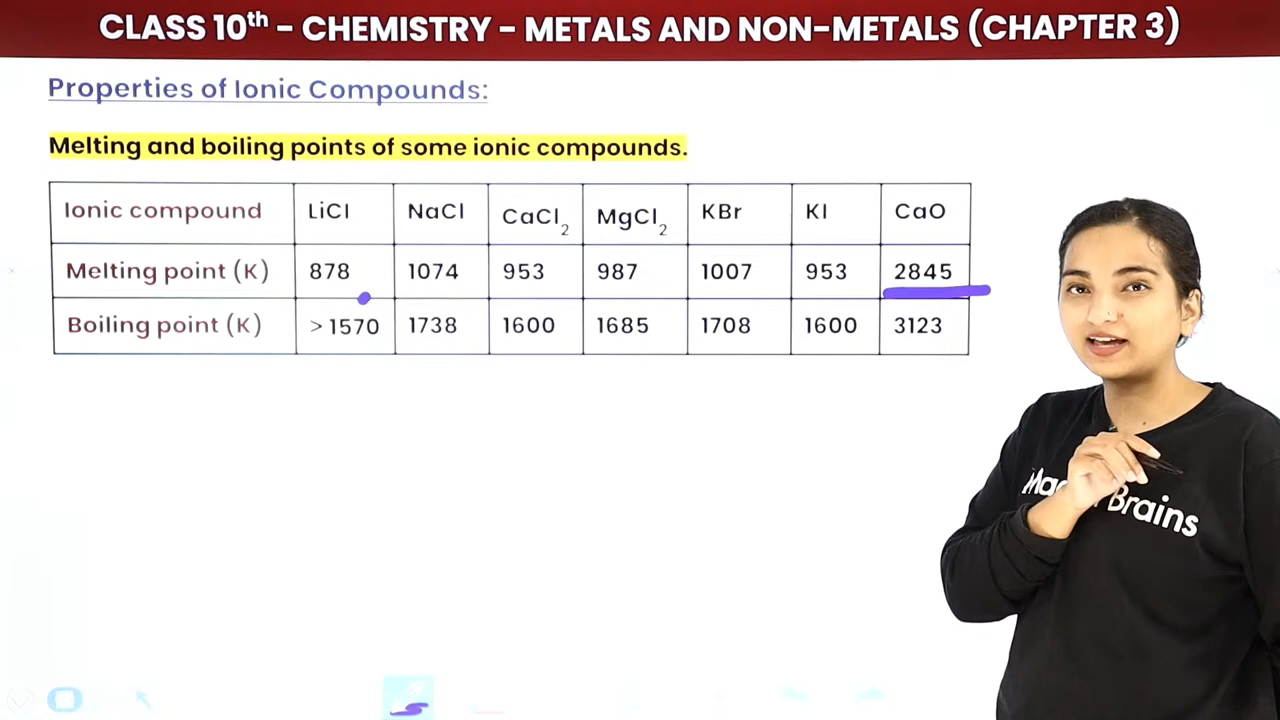 CLASS 10th - CHEMISTRY - METALS AND NON-METALS (CHAPTER 3)
Properties of Ionic Compounds:
Melting and boiling points of some ionic compounds.
Ionic compound LiCl NaCl CaCl2 MgCl2 KBr KI CaO
Melting point (K) 878 1074 953 987 1007 953 2845
Boiling point (K) > 1570 1738 1600 1685 1708 1600 3123
Brains